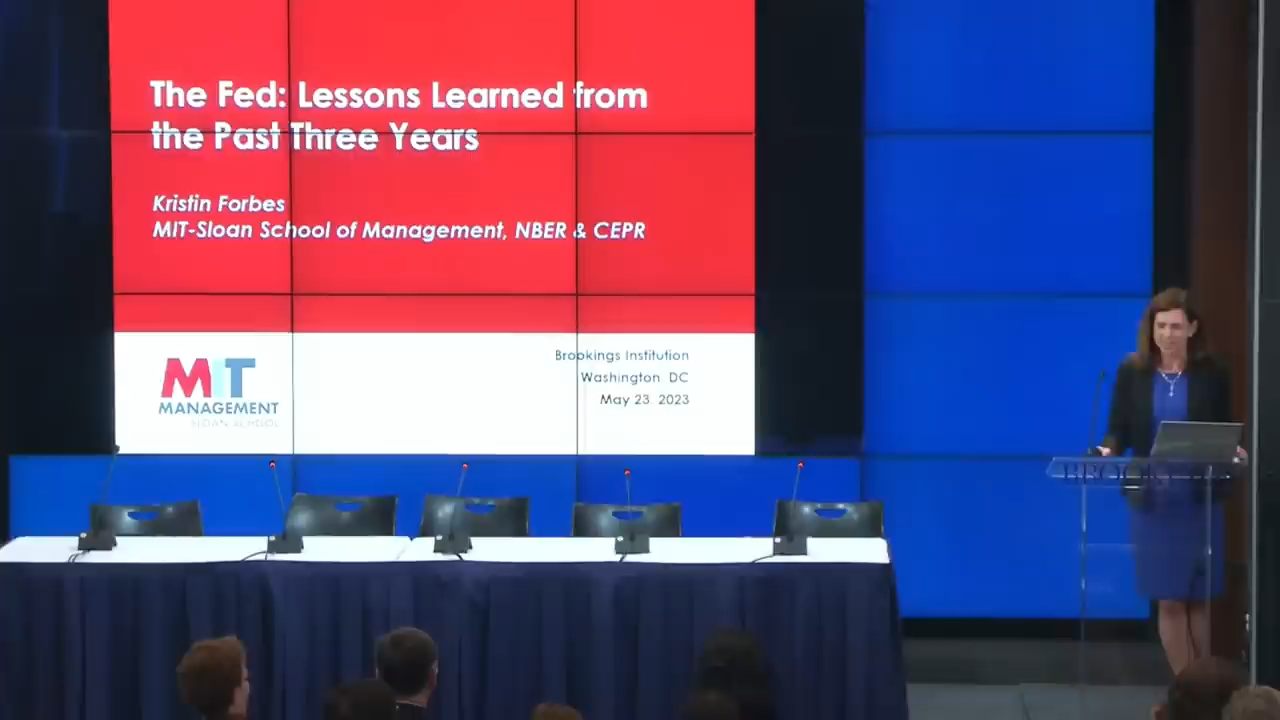 The Fed: Lessons Learned from
the Past Three Years
Kristin Forbes
MIT-Sloan School of Management, NBER & CEPR
Brookings Institution
Washington, DC
May 23, 2023
MIT
MANAGEMENT
SLOAN SCHOOL